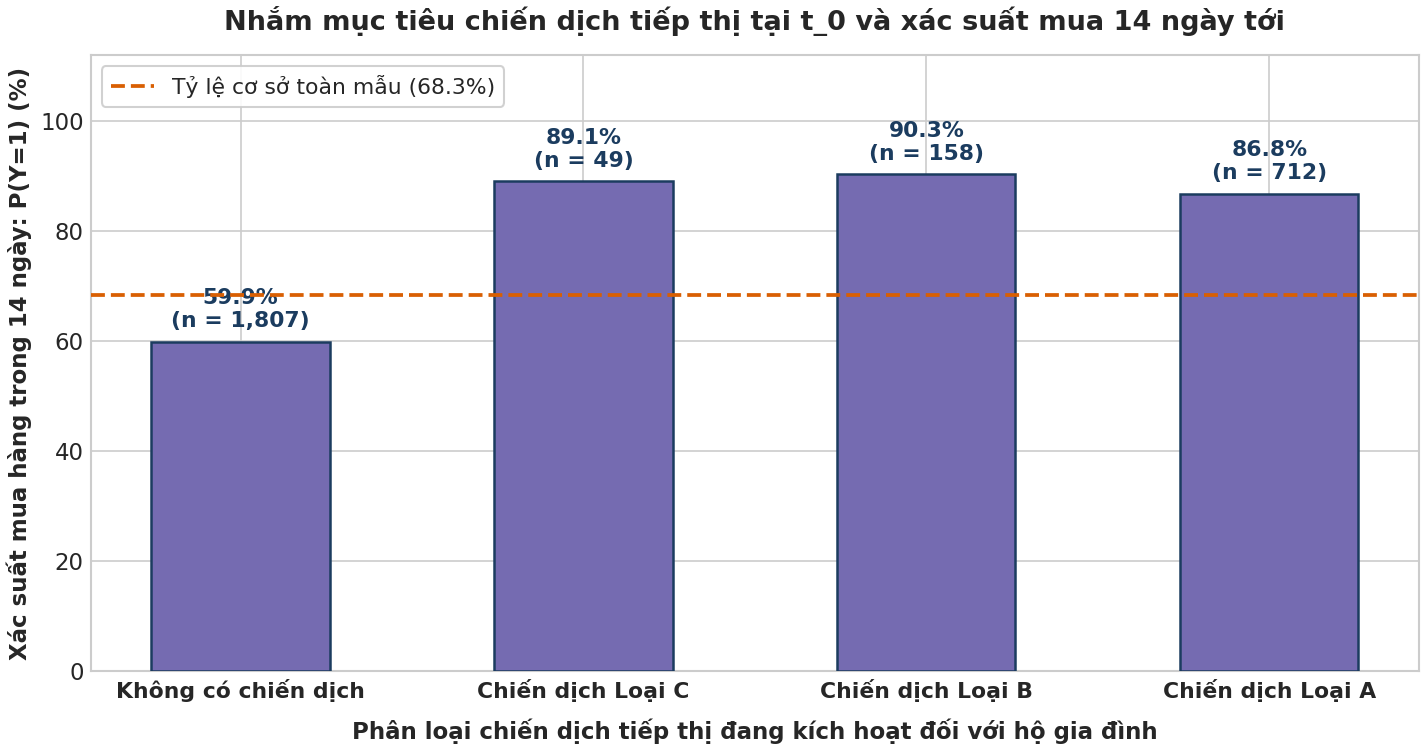 Nhắm mục tiêu chiến dịch tiếp thị tại t_0 và xác suất mua 14 ngày tới
Tỷ lệ cơ sở toàn mẫu (68.3%)
Xác suất mua hàng trong 14 ngày: P(Y=1) (%)
100
80
60
40
20
0
59.9%
(n = 1,807)
89.1%
(n = 49)
90.3%
(n = 158)
86.8%
(n = 712)
Không có chiến dịch
Chiến dịch Loại C
Chiến dịch Loại B
Chiến dịch Loại A
Phân loại chiến dịch tiếp thị đang kích hoạt đối với hộ gia đình